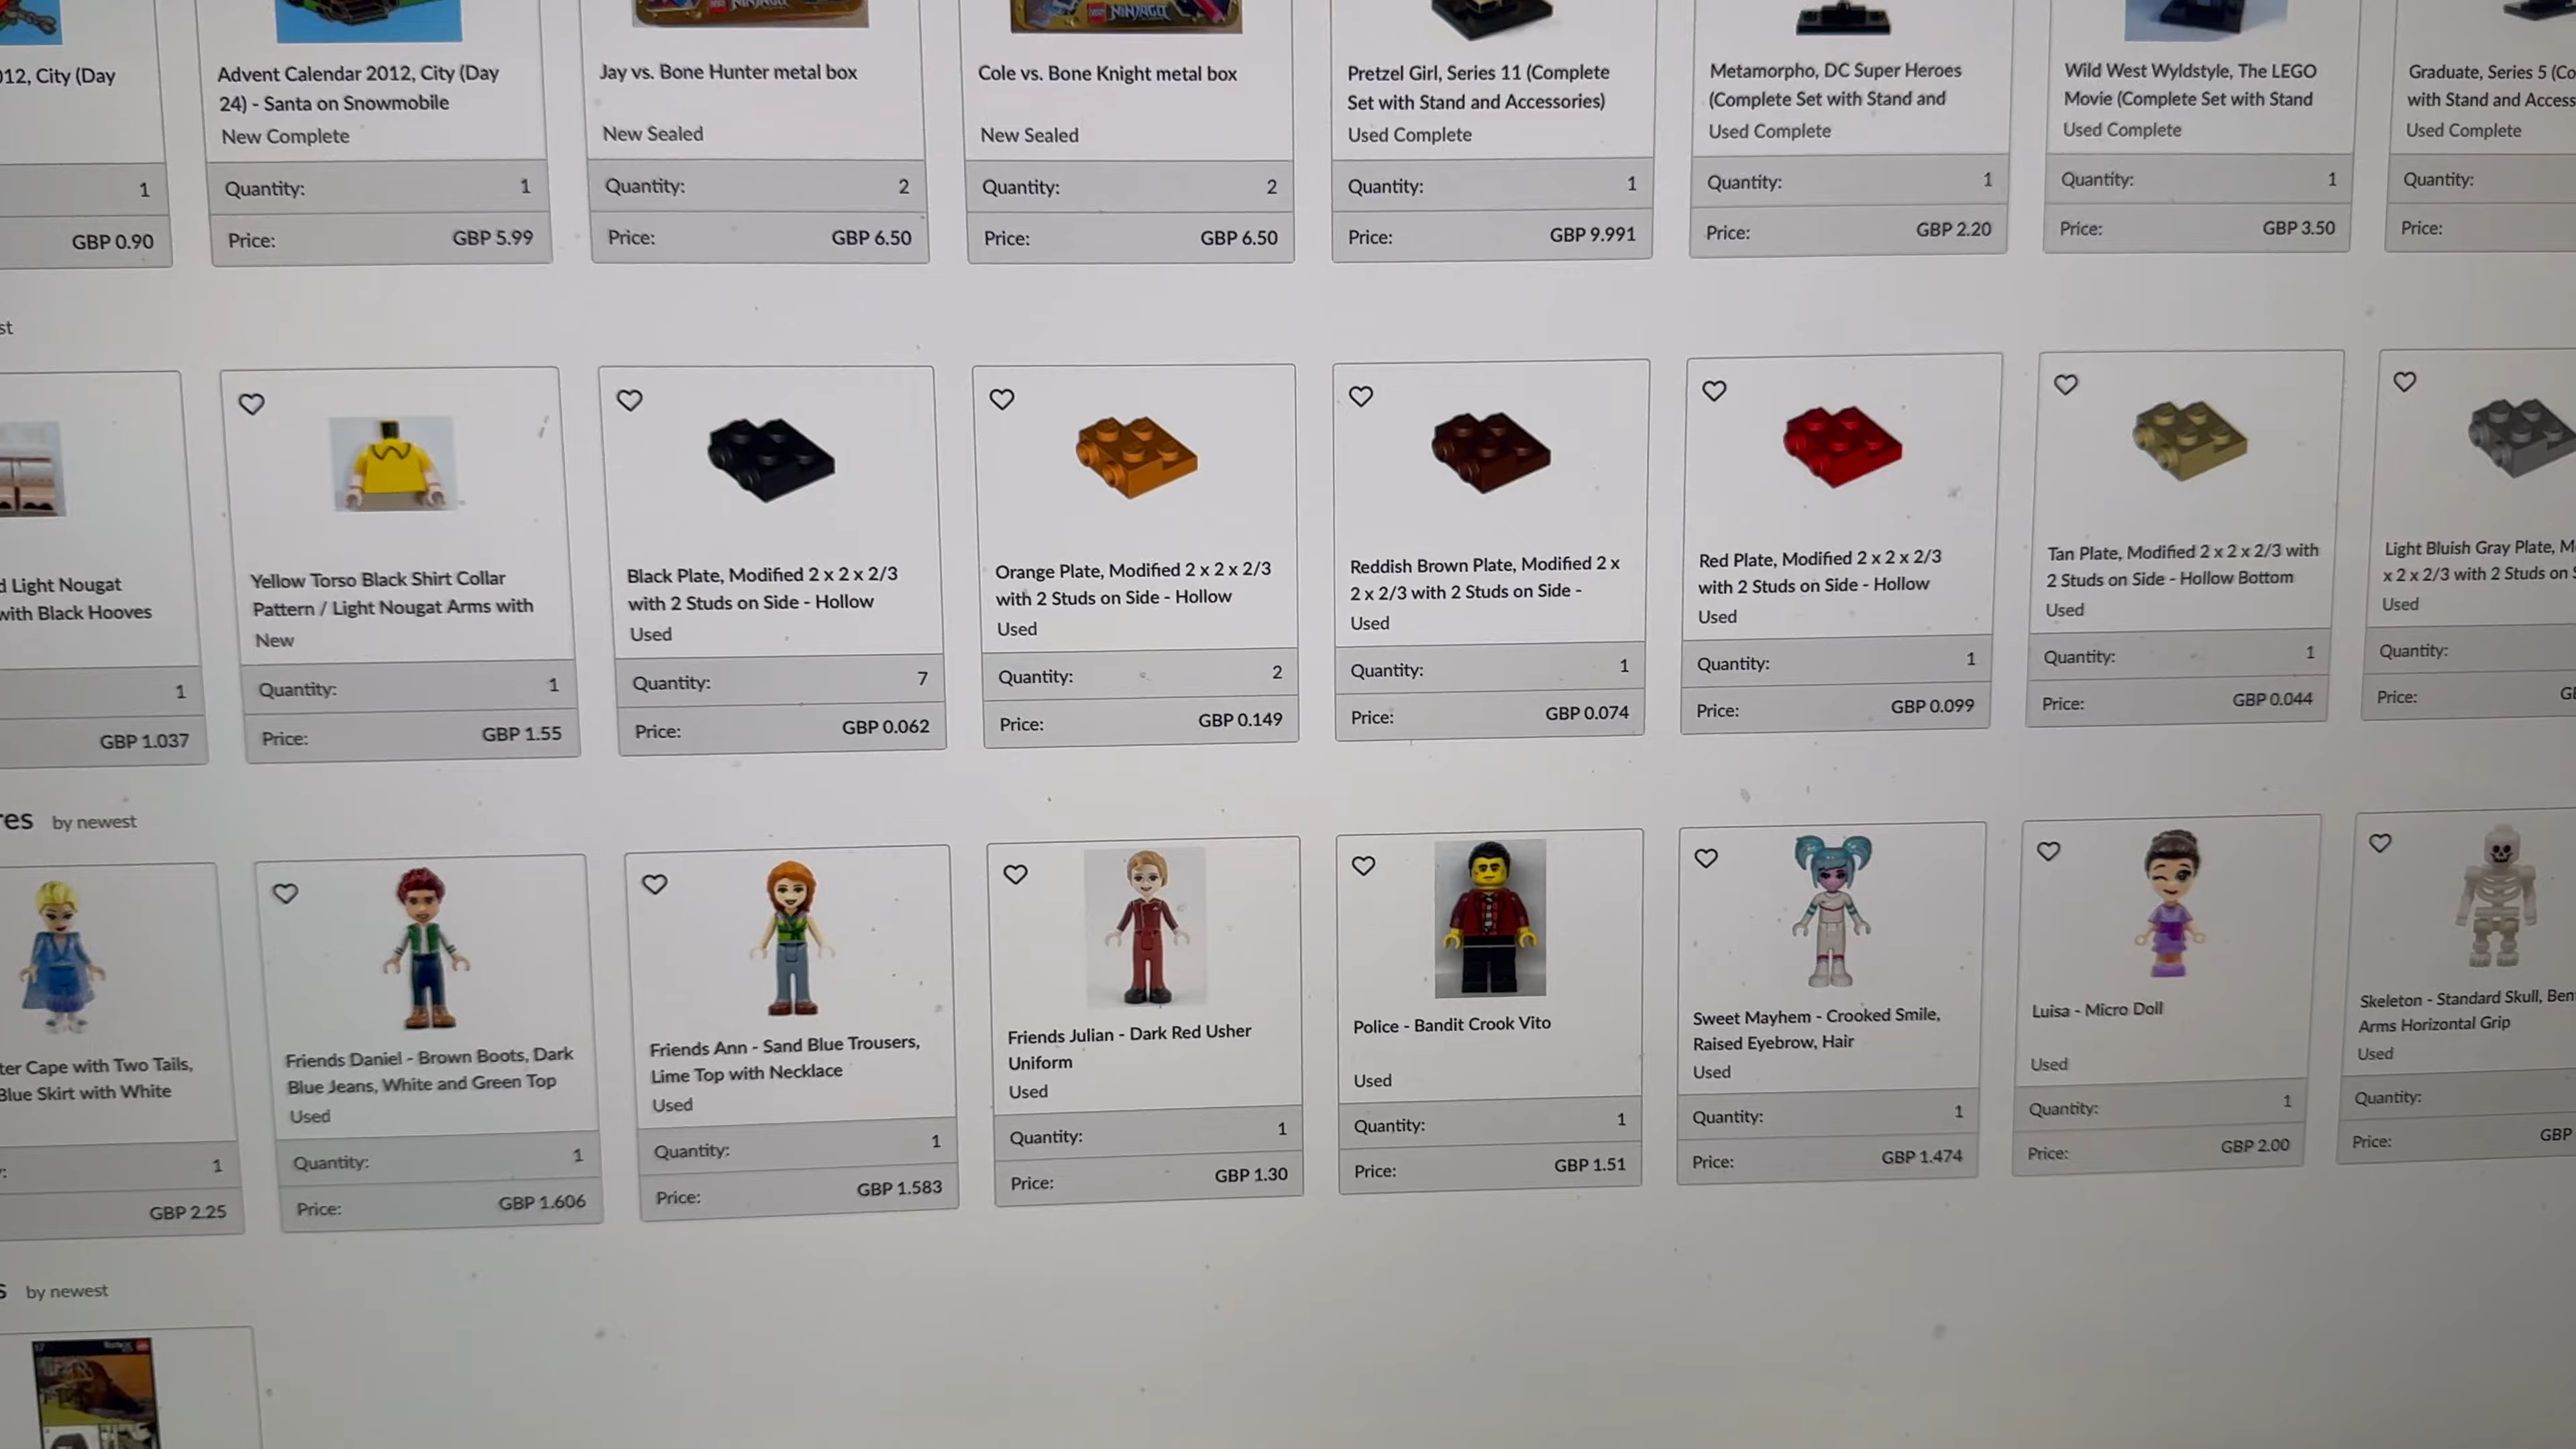 NINJAGO
NINJAGO
012, City (Day
1
GBP 0.90
Advent Calendar 2012, City (Day
24) - Santa on Snowmobile
New Complete
Quantity: 1
Price: GBP 5.99
Jay vs. Bone Hunter metal box
New Sealed
Quantity: 2
Price: GBP 6.50
Cole vs. Bone Knight metal box
New Sealed
Quantity: 2
Price: GBP 6.50
Pretzel Girl, Series 11 (Complete
Set with Stand and Accessories)
Used Complete
Quantity: 1
Price: GBP 9.991
Metamorpho, DC Super Heroes
(Complete Set with Stand and
Used Complete
Quantity: 1
Price: GBP 2.20
Wild West Wyldstyle, The LEGO
Movie (Complete Set with Stand
Used Complete
Quantity: 1
Price: GBP 3.50
Graduate, Series 5 (Co
with Stand and Access
Used Complete
Quantity:
Price:
st
d Light Nougat
with Black Hooves
1
GBP 1.037
Yellow Torso Black Shirt Collar
Pattern / Light Nougat Arms with
New
Quantity: 1
Price: GBP 1.55
Black Plate, Modified 2 x 2 x 2/3
with 2 Studs on Side - Hollow
Used
Quantity: 7
Price: GBP 0.062
Orange Plate, Modified 2 x 2 x 2/3
with 2 Studs on Side - Hollow
Used
Quantity: 2
Price: GBP 0.149
Reddish Brown Plate, Modified 2 x
2 x 2/3 with 2 Studs on Side -
Used
Quantity: 1
Price: GBP 0.074
Red Plate, Modified 2 x 2 x 2/3
with 2 Studs on Side - Hollow
Used
Quantity: 1
Price: GBP 0.099
Tan Plate, Modified 2 x 2 x 2/3 with
2 Studs on Side - Hollow Bottom
Used
Quantity: 1
Price: GBP 0.044
Light Bluish Gray Plate, M
x 2 x 2/3 with 2 Studs on S
Used
Quantity:
Price: GB
res by newest
ter Cape with Two Tails,
Blue Skirt with White
1
GBP 2.25
Friends Daniel - Brown Boots, Dark
Blue Jeans, White and Green Top
Used
Quantity: 1
Price: GBP 1.606
Friends Ann - Sand Blue Trousers,
Lime Top with Necklace
Used
Quantity: 1
Price: GBP 1.583
Friends Julian - Dark Red Usher
Uniform
Used
Quantity: 1
Price: GBP 1.30
Police - Bandit Crook Vito
Used
Quantity: 1
Price: GBP 1.51
Sweet Mayhem - Crooked Smile,
Raised Eyebrow, Hair
Used
Quantity: 1
Price: GBP 1.474
Luisa - Micro Doll
Used
Quantity: 1
Price: GBP 2.00
Skeleton - Standard Skull, Ben
Arms Horizontal Grip
Used
Quantity:
Price: GBP
s by newest